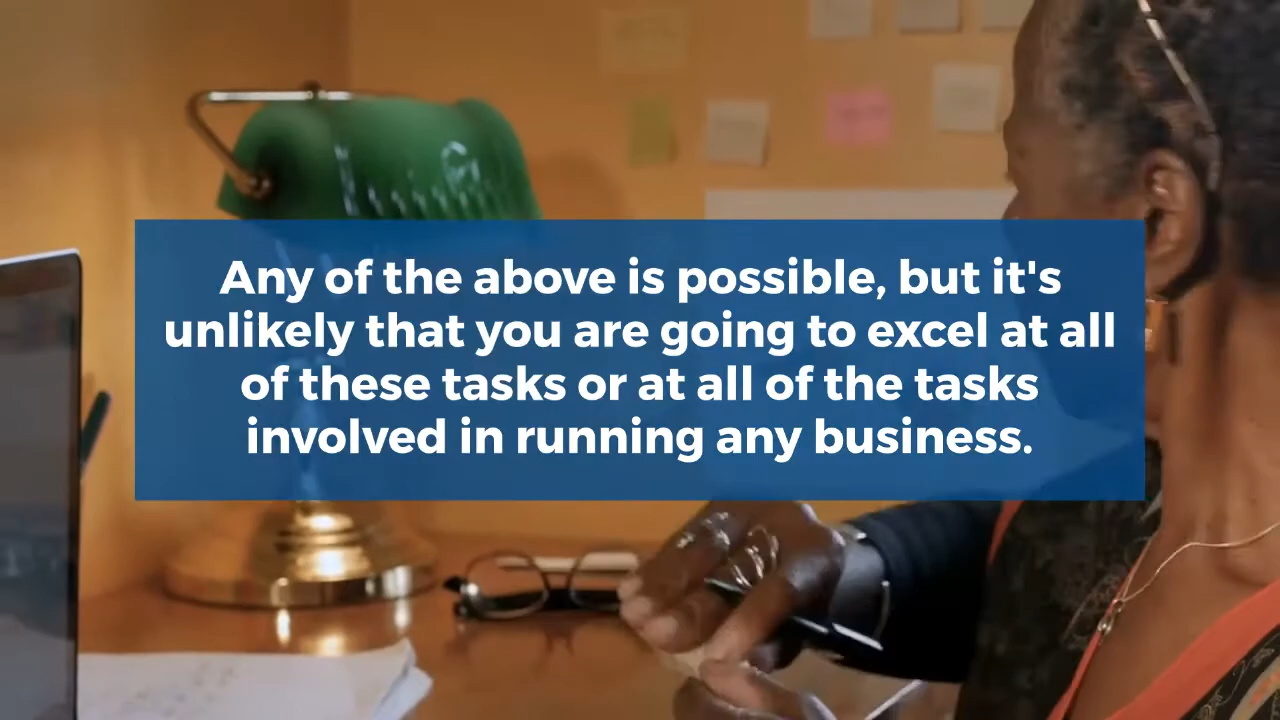 Any of the above is possible, but it's
unlikely that you are going to excel at all
of these tasks or at all of the tasks
involved in running any business.